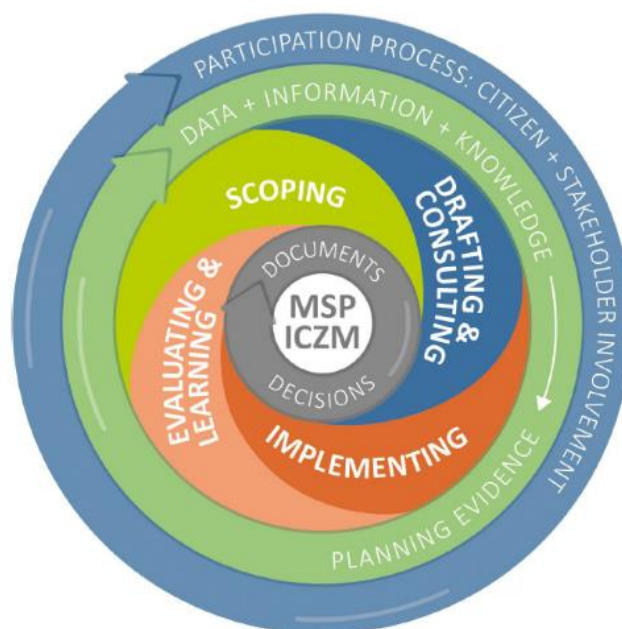 PARTICIPATION PROCESS: CITIZEN + STAKEHOLDER INVOLVEMENT
DATA + INFORMATION + KNOWLEDGE
PLANNING EVIDENCE
SCOPING
DRAFTING &
CONSULTING
IMPLEMENTING
EVALUATING &
LEARNING
DOCUMENTS
MSP
ICZM
DECISIONS